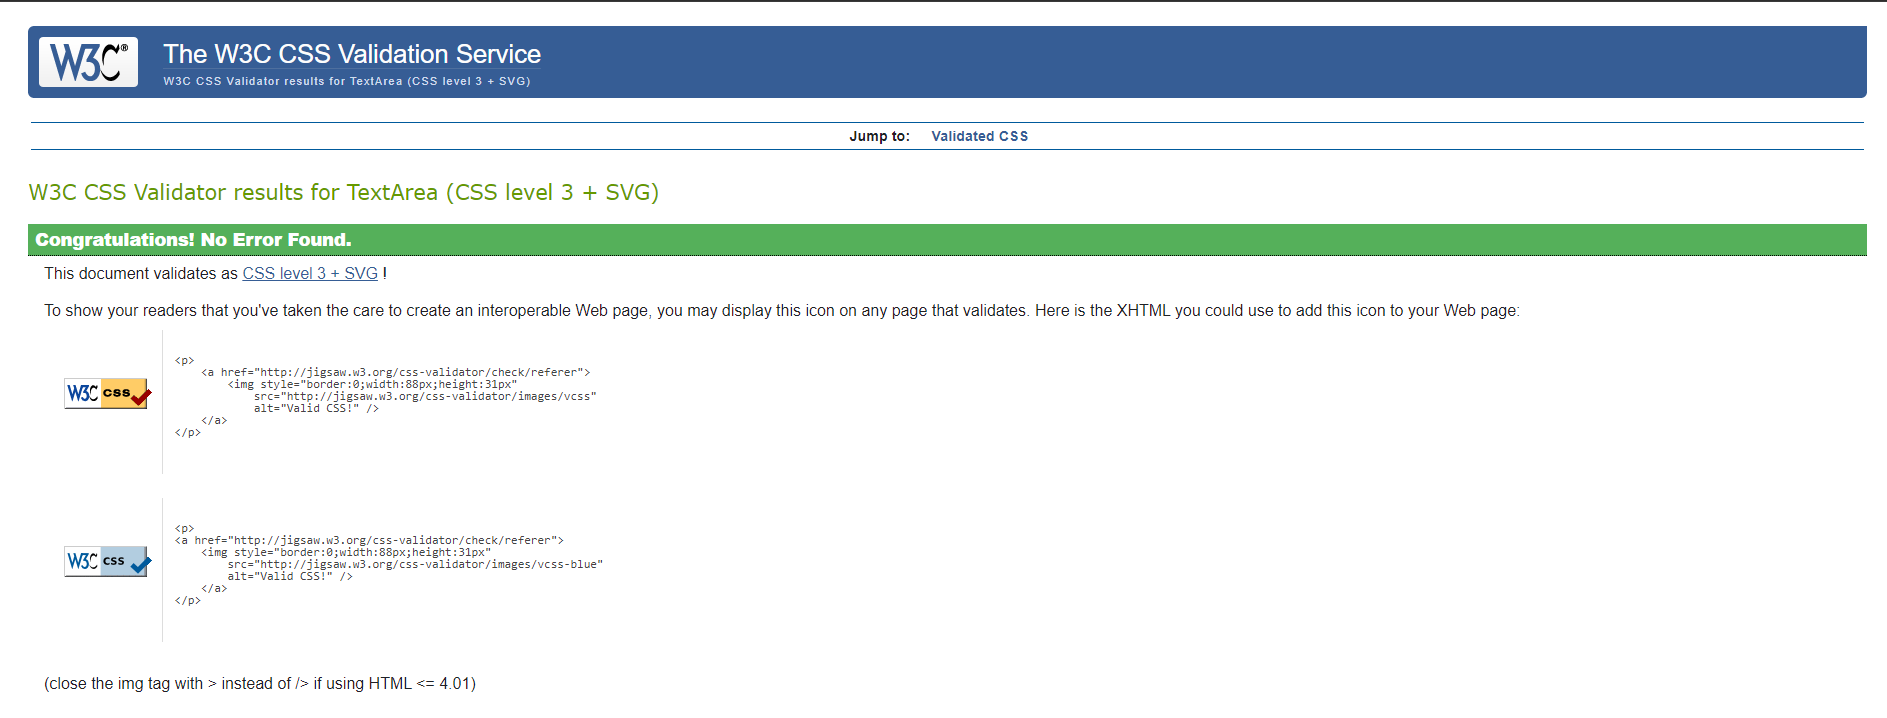 W3C®
The W3C CSS Validation Service
W3C CSS Validator results for TextArea (CSS level 3 + SVG)
Jump to: Validated CSS
W3C CSS Validator results for TextArea (CSS level 3 + SVG)
Congratulations! No Error Found.
This document validates as CSS level 3 + SVG !
To show your readers that you've taken the care to create an interoperable Web page, you may display this icon on any page that validates. Here is the XHTML you could use to add this icon to your Web page:
<p>
<a href="http://jigsaw.w3.org/css-validator/check/referer">
<img style="border:0;width:88px;height:31px"
W3C css
src="http://jigsaw.w3.org/css-validator/images/vcss"
alt="Valid CSS!" />
</a>
</p>
<p>
<a href="http://jigsaw.w3.org/css-validator/check/referer">
<img style="border:0;width:88px;height:31px"
W3C css
src="http://jigsaw.w3.org/css-validator/images/vcss-blue"
alt="Valid CSS!" />
</a>
</p>
(close the img tag with > instead of /> if using HTML <= 4.01)